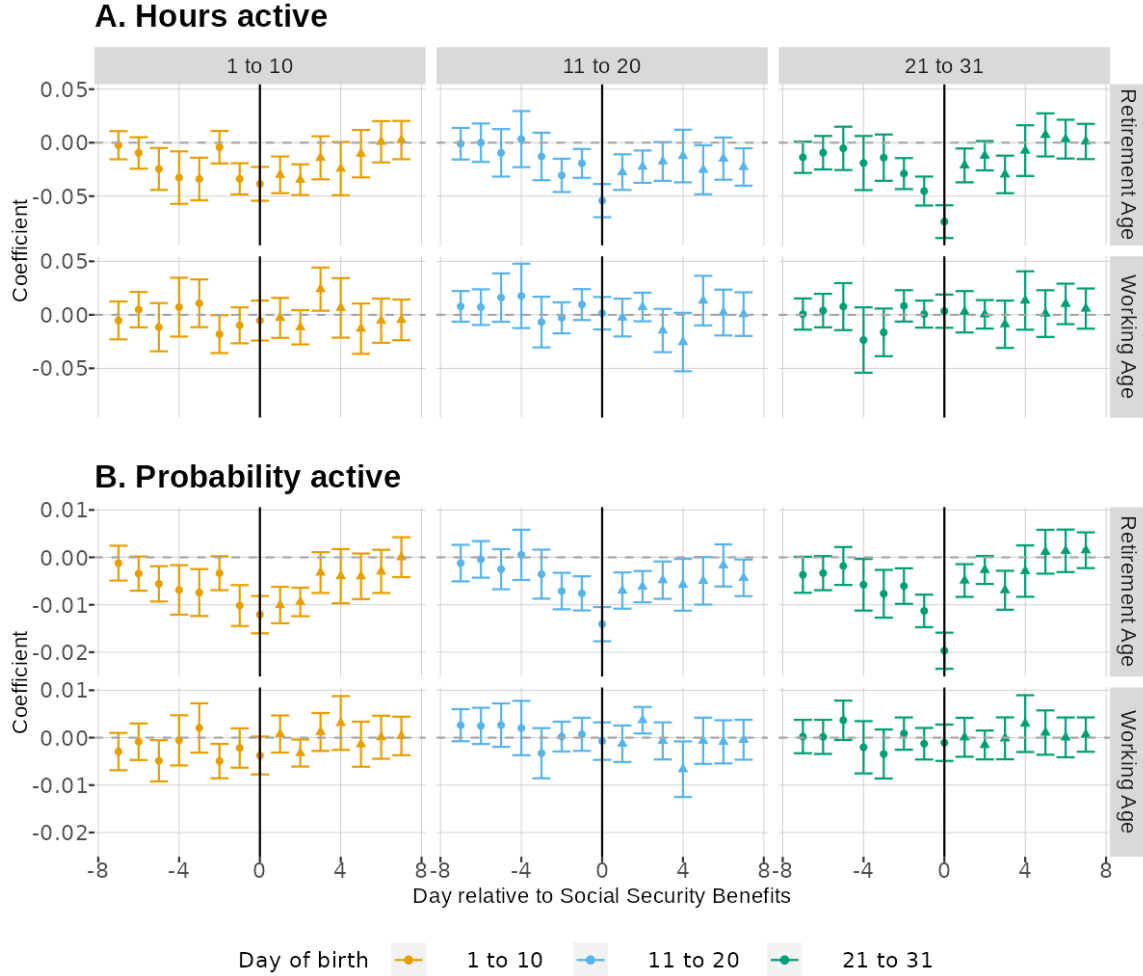 A. Hours active
1 to 10 11 to 20 21 to 31
0.05
0.00
-0.05
Retirement Age
0.05
0.00
-0.05
Working Age
Coefficient
B. Probability active
0.01
0.00
-0.01
-0.02
Retirement Age
0.01
0.00
-0.01
-0.02
Working Age
Coefficient
-8 -4 0 4 8 -8 -4 0 4 8 -8 -4 0 4 8
Day relative to Social Security Benefits
Day of birth 1 to 10 11 to 20 21 to 31